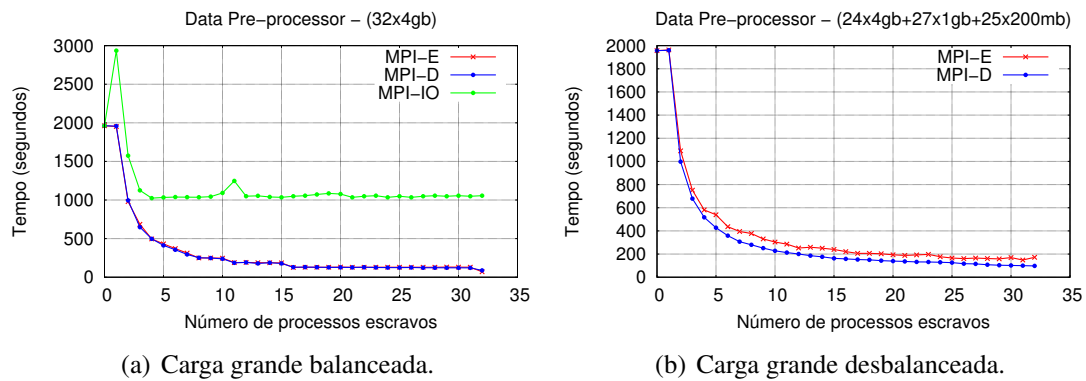 Data Pre-processor - (32x4gb)
3000
2500
2000
1500
1000
500
0
0 5 10 15 20 25 30 35
Tempo (segundos)
Número de processos escravos
MPI-E
MPI-D
MPI-IO
(a) Carga grande balanceada.
Data Pre-processor - (24x4gb+27x1gb+25x200mb)
2000
1800
1600
1400
1200
1000
800
600
400
200
0
0 5 10 15 20 25 30 35
Tempo (segundos)
Número de processos escravos
MPI-E
MPI-D
(b) Carga grande desbalanceada.